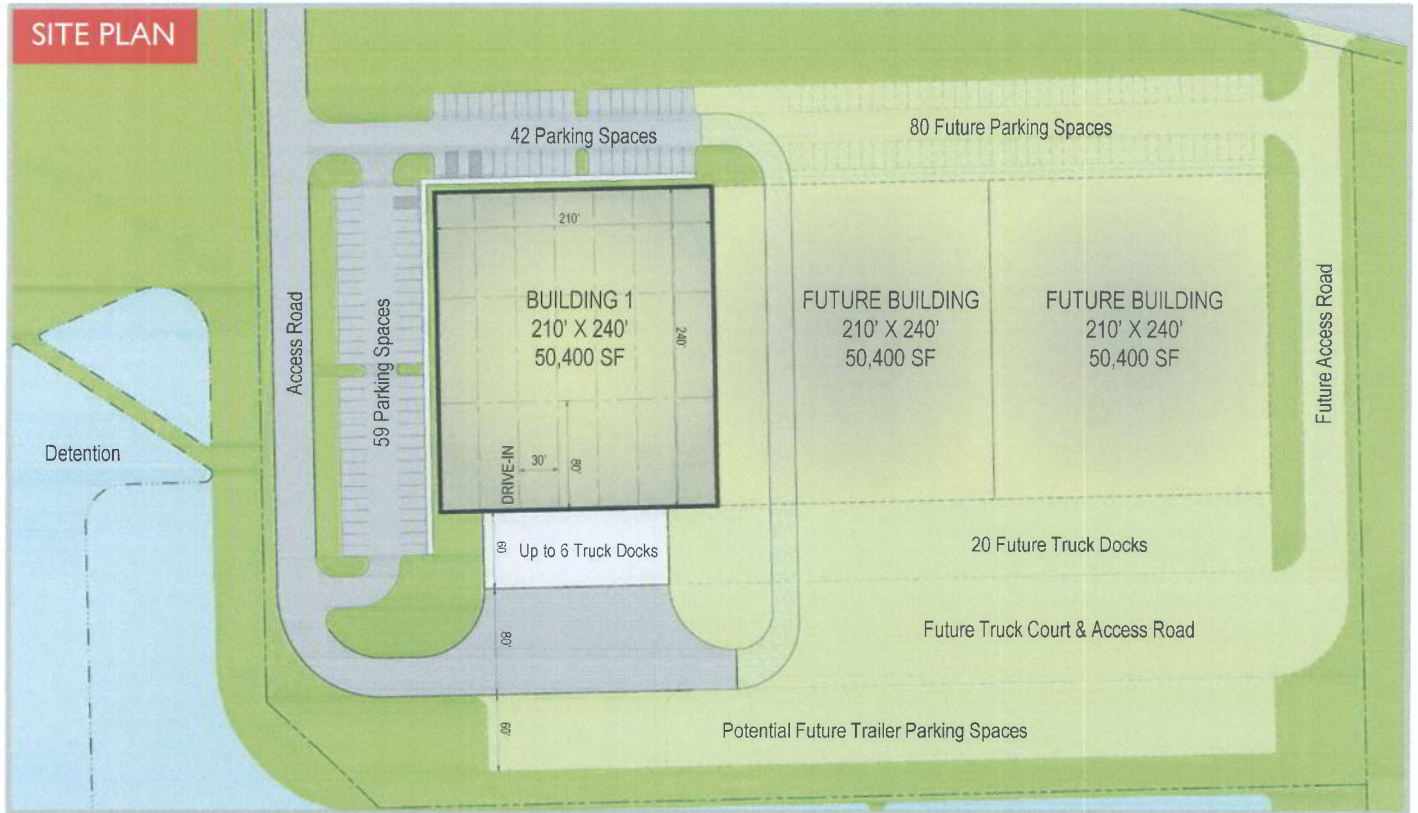 SITE PLAN
42 Parking Spaces
80 Future Parking Spaces
210'
BUILDING 1
210' X 240'
50,400 SF
240'
FUTURE BUILDING
210' X 240'
50,400 SF
FUTURE BUILDING
210' X 240'
50,400 SF
Access Road
59 Parking Spaces
Future Access Road
Detention
DRIVE-IN
30'
80'
60'
Up to 6 Truck Docks
20 Future Truck Docks
80'
Future Truck Court & Access Road
60'
Potential Future Trailer Parking Spaces